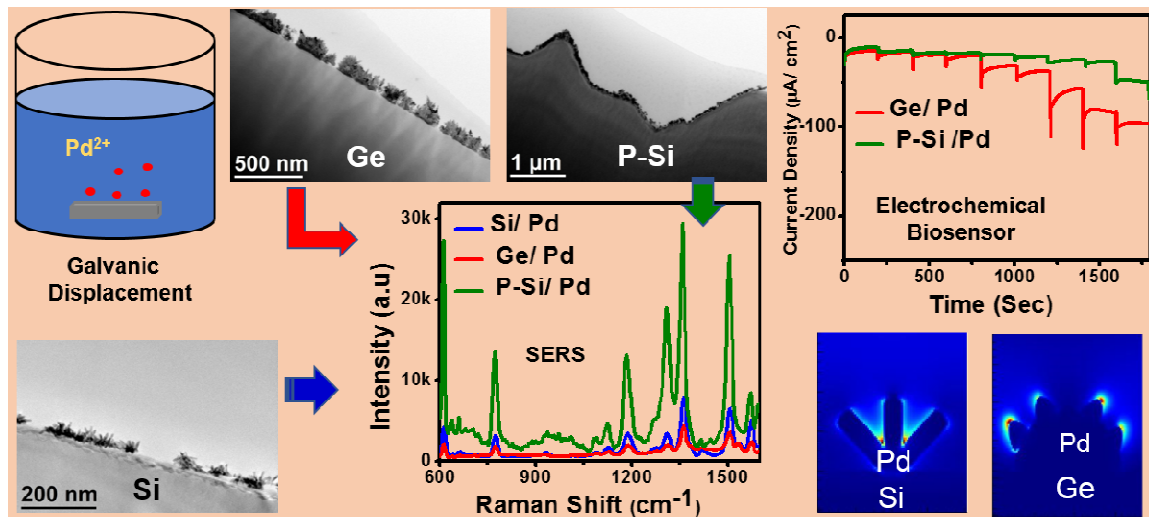 Pd2+
Galvanic
Displacement
500 nm
Ge
1 µm
P-Si
200 nm
Si
30k
20k
10k
0
600
900
1200
1500
Intensity (a.u)
Raman Shift (cm-1)
Si/ Pd
Ge/ Pd
P-Si/ Pd
SERS
0
-100
-200
Current Density (µA/ cm2)
Ge/ Pd
P-Si /Pd
Electrochemical
Biosensor
0
500
1000
1500
Time (Sec)
Pd
Si
Pd
Ge